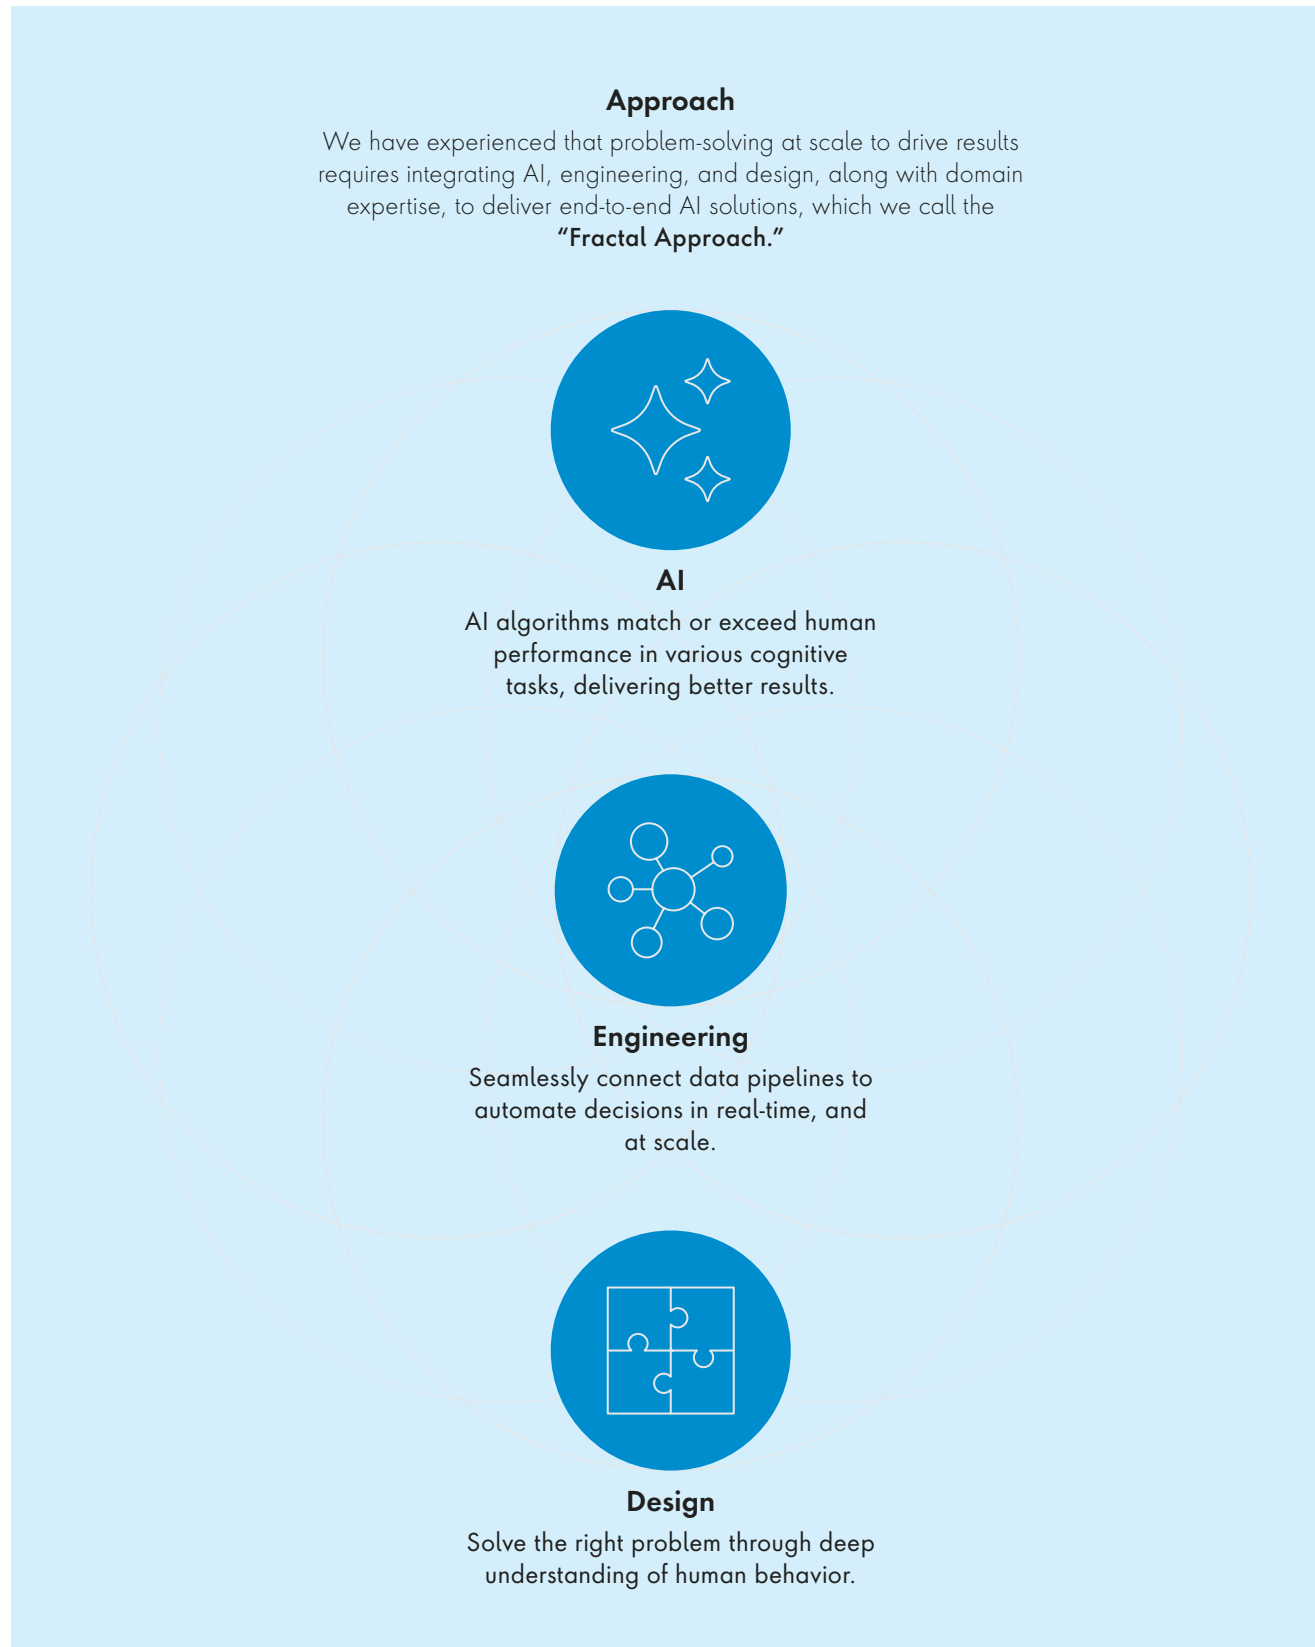 Approach
We have experienced that problem-solving at scale to drive results
requires integrating AI, engineering, and design, along with domain
expertise, to deliver end-to-end AI solutions, which we call the
“Fractal Approach.”
AI
AI algorithms match or exceed human
performance in various cognitive
tasks, delivering better results.
Engineering
Seamlessly connect data pipelines to
automate decisions in real-time, and
at scale.
Design
Solve the right problem through deep
understanding of human behavior.